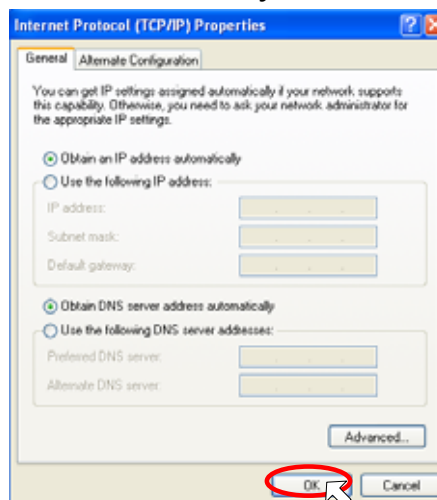 Internet Protocol (TCP/IP) Properties
General Alternate Configuration
You can get IP settings assigned automatically if your network supports
this capability. Otherwise, you need to ask your network administrator for
the appropriate IP settings.
Obtain an IP address automatically
Use the following IP address:
IP address:
Subnet mask:
Default gateway:
Obtain DNS server address automatically
Use the following DNS server addresses:
Preferred DNS server:
Alternate DNS server:
Advanced...
OK Cancel